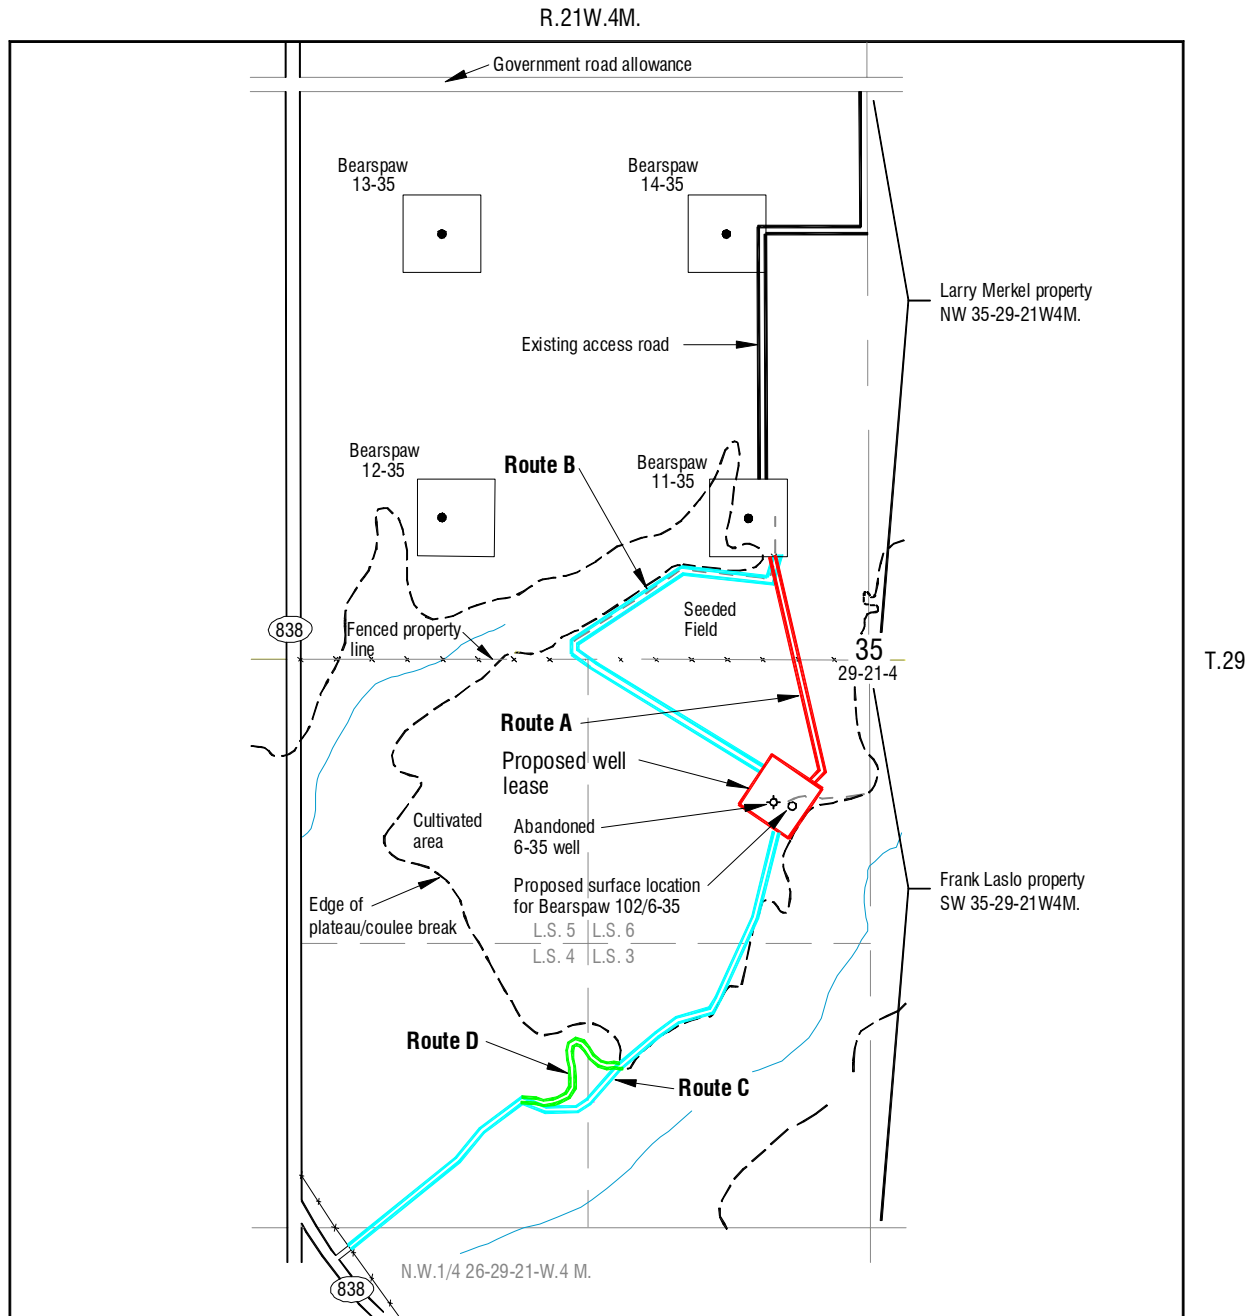 R.21W.4M.
Government road allowance
Bearspaw
13-35
Bearspaw
14-35
Larry Merkel property
NW 35-29-21W4M.
Existing access road
Bearspaw
12-35
Route B
Bearspaw
11-35
Seeded
Field
838
Fenced property
line
35
29-21-4
T.29
Route A
Proposed well
lease
Cultivated
area
Abandoned
6-35 well
Proposed surface location
for Bearspaw 102/6-35
Frank Laslo property
SW 35-29-21W4M.
Edge of
plateau/coulee break
L.S. 5 L.S. 6
L.S. 4 L.S. 3
Route D
Route C
N.W.1/4 26-29-21-W.4 M.
838